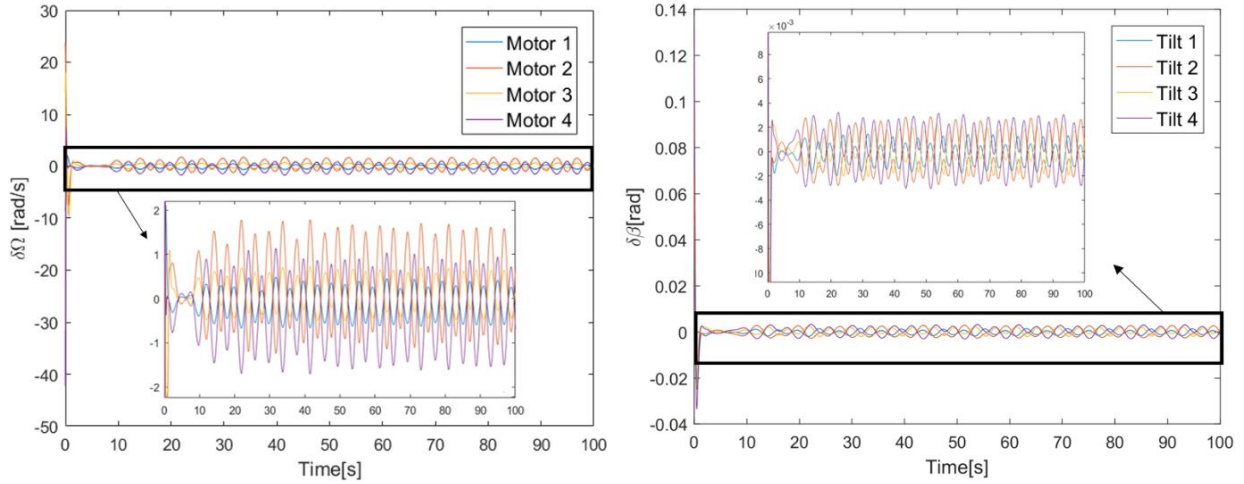 30
20
10
0
-10
-20
-30
-40
-50
δΩ [rad/s]
Motor 1
Motor 2
Motor 3
Motor 4
2
1
0
-1
-2
0 10 20 30 40 50 60 70 80 90 100
0 10 20 30 40 50 60 70 80 90 100
Time[s]
0.14
0.12
0.1
0.08
0.06
0.04
0.02
0
-0.02
-0.04
δβ[rad]
Tilt 1
Tilt 2
Tilt 3
Tilt 4
×10⁻³
8
6
4
2
0
-2
-4
-6
-8
-10
0 10 20 30 40 50 60 70 80 90 100
0 10 20 30 40 50 60 70 80 90 100
Time[s]